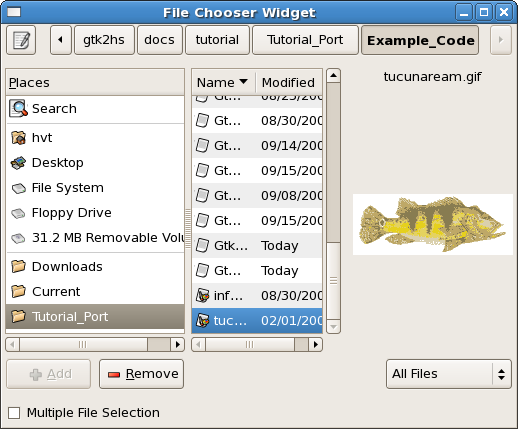 File Chooser Widget
gtk2hs docs tutorial Tutorial_Port Example_Code
Places
Search
hvt
Desktop
File System
Floppy Drive
31.2 MB Removable Volu
Downloads
Current
Tutorial_Port
Name Modified
Gt... 08/23/200
Gt... 08/30/200
Gt... 09/14/200
Gt... 09/15/200
Gt... 09/08/200
Gt... 09/15/200
Gtk... Today
Gt... Today
inf... 08/30/200
tuc... 02/01/200
tucunaream.gif
Add Remove
All Files
Multiple File Selection